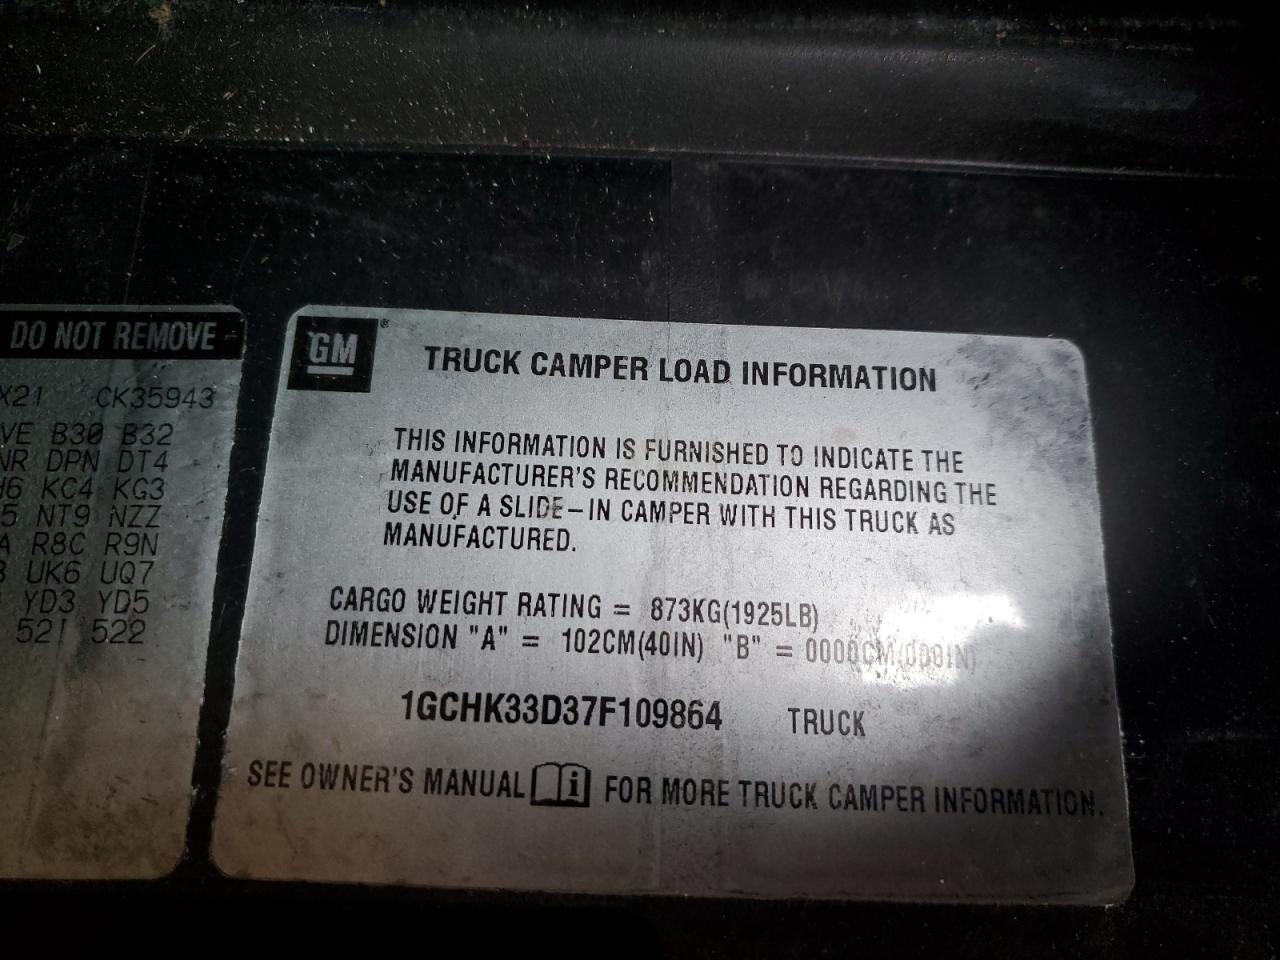 DO NOT REMOVE
X21 CK35943
VE B30 B32
NR DPN DT4
H6 KC4 KG3
5 NT9 NZZ
A R8C R9N
UK6 UQ7
YD3 YD5
521 522
GM®
TRUCK CAMPER LOAD INFORMATION
THIS INFORMATION IS FURNISHED TO INDICATE THE
MANUFACTURER'S RECOMMENDATION REGARDING THE
USE OF A SLIDE-IN CAMPER WITH THIS TRUCK AS
MANUFACTURED.
CARGO WEIGHT RATING = 873KG(1925LB)
DIMENSION "A" = 102CM(40IN) "B" = 0000CM(000IN)
1GCHK33D37F109864 TRUCK
SEE OWNER'S MANUAL i FOR MORE TRUCK CAMPER INFORMATION.